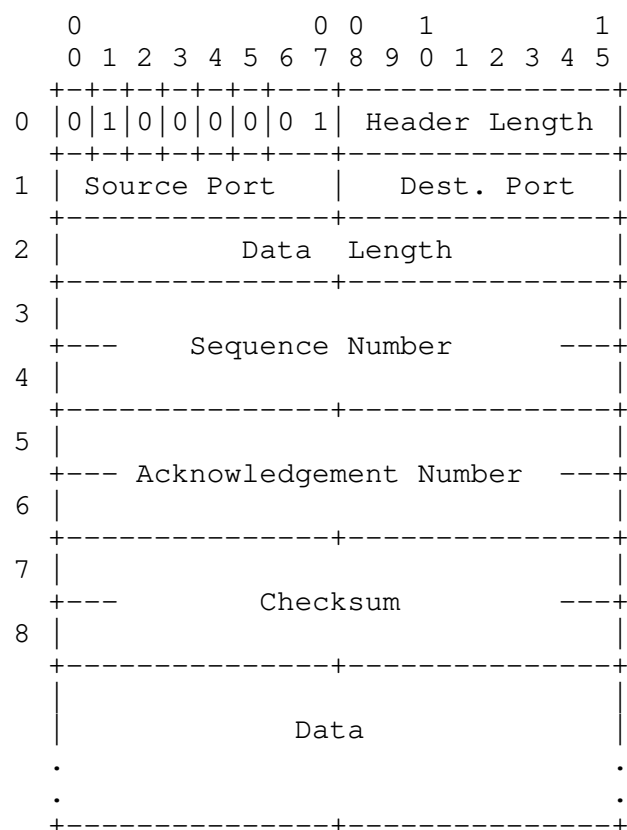 0             0 0   1         1
 0 1 2 3 4 5 6 7 8 9 0 1 2 3 4 5
+-+-+-+-+-+-+---+---------------+
0 |0|1|0|0|0|0|0 1| Header Length |
+-+-+-+-+-+-+---+---------------+
1 | Source Port | Dest. Port |
+---------------+---------------+
2 | Data Length |
+---------------+---------------+
3 | |
+--- Sequence Number ---+
4 | |
+---------------+---------------+
5 | |
+--- Acknowledgement Number ---+
6 | |
+---------------+---------------+
7 | |
+--- Checksum ---+
8 | |
+---------------+---------------+
| |
| Data |
. .
. .
+---------------+---------------+